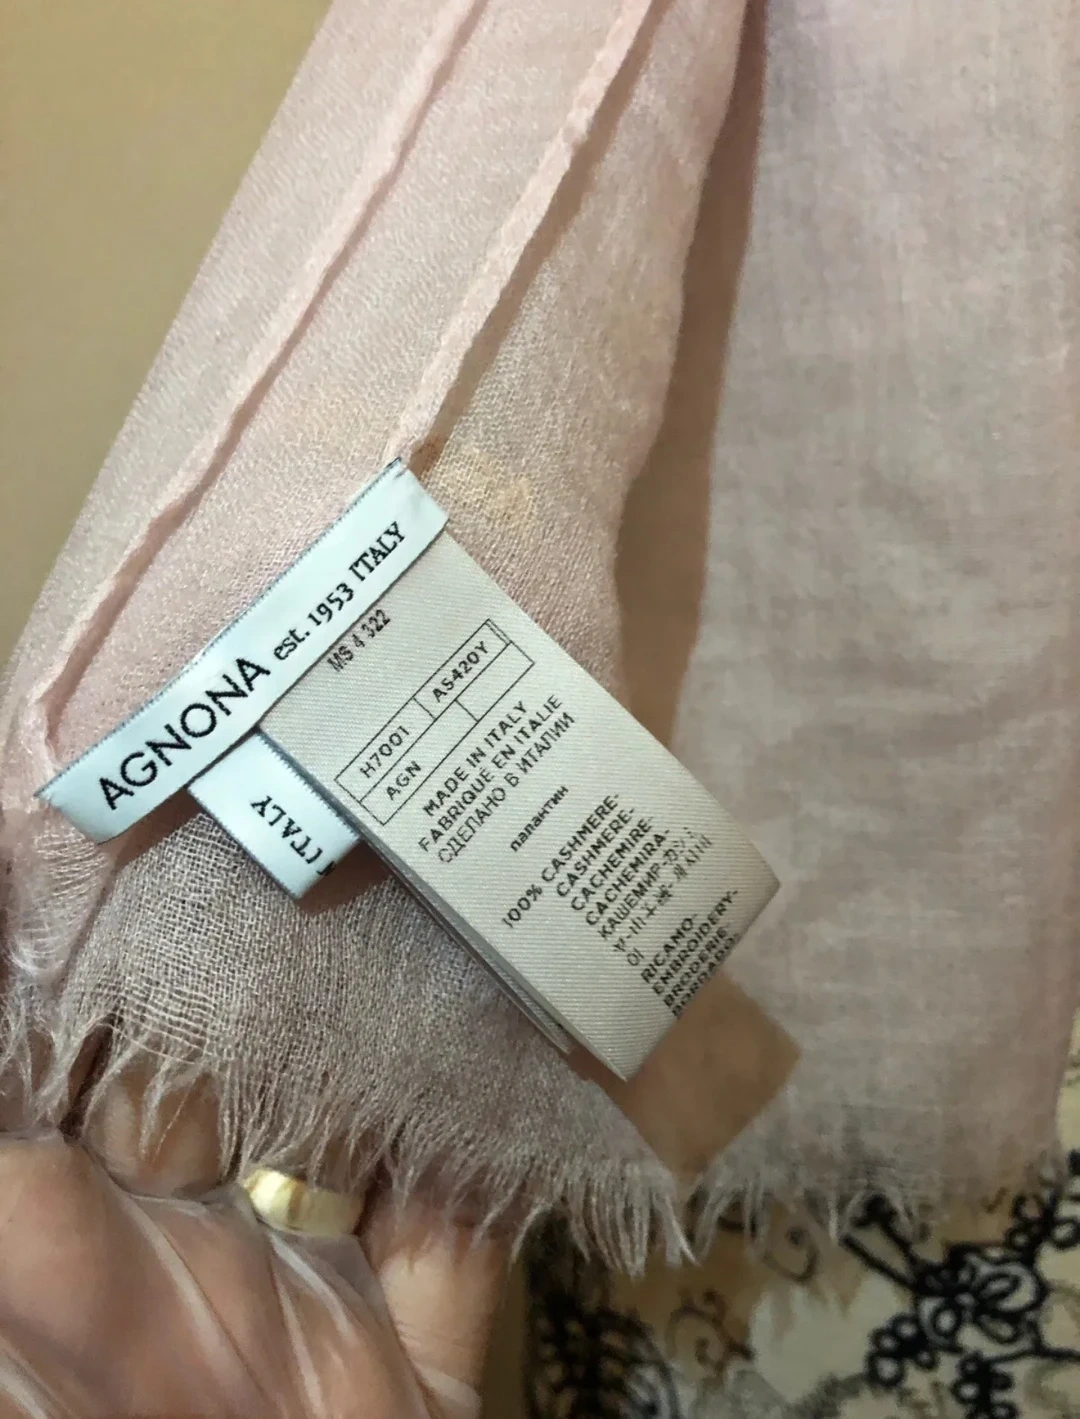 AGNONA est. 1953 ITALY
ITALY
MS 4 322
H7001 AS420Y
AGN
MADE IN ITALY
FABRIQUE EN ITALIE
СДЕЛАНО В ИТАЛИИ
палантин
100% CASHMERE-
CASHMERE-
CACHEMIRE-
CACHEMIRA-
КАШЕМИР-
RICAMO-
EMBROIDERY-
BRODERIE-